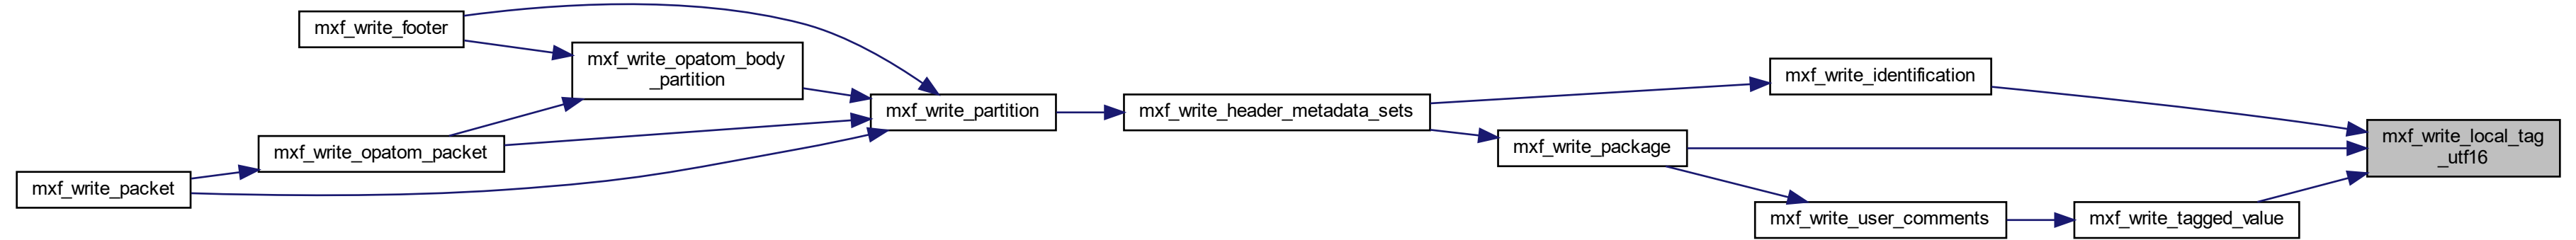 mxf_write_footer
mxf_write_opatom_body
_partition
mxf_write_identification
mxf_write_partition
mxf_write_header_metadata_sets
mxf_write_local_tag
_utf16
mxf_write_opatom_packet
mxf_write_package
mxf_write_packet
mxf_write_user_comments
mxf_write_tagged_value